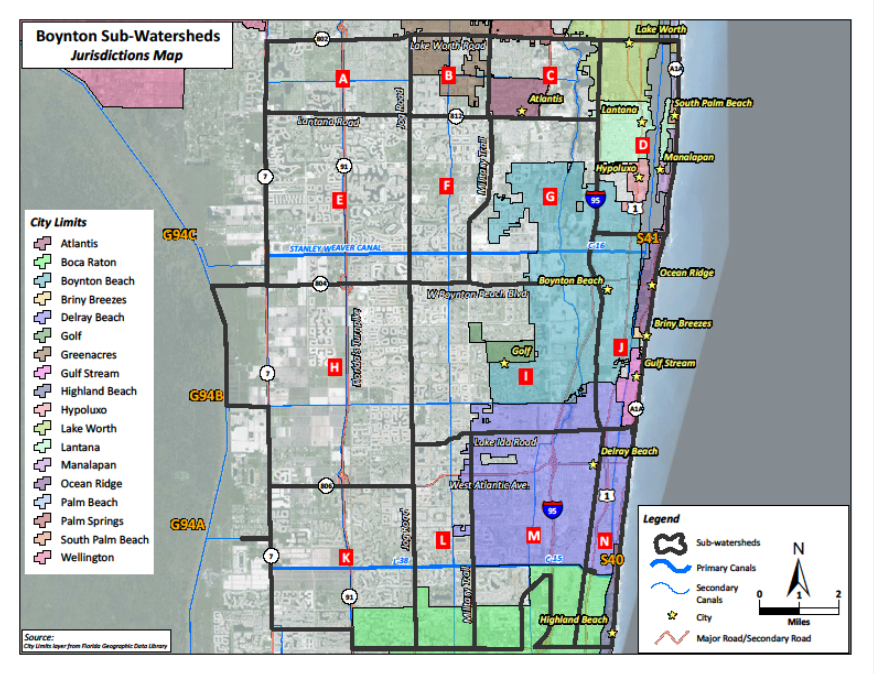 Boynton Sub-Watersheds
Jurisdictions Map
802
Lake Worth Road
Lake Worth
A1A
A
B
C
Atlantis
Jog Road
812
Lantana Road
Lantana
South Palm Beach
D
Military Trail
91
Manalapan
Hypoluxo
7
F
G
E
95
1
City Limits
Atlantis
Boca Raton
Boynton Beach
Briny Breezes
Delray Beach
Golf
Greenacres
Gulf Stream
Highland Beach
Hypoluxo
Lake Worth
Lantana
Manalapan
Ocean Ridge
Palm Beach
Palm Springs
South Palm Beach
Wellington
G94C
S41
STANLEY WEAVER CANAL
C-16
Ocean Ridge
Boynton Beach
804
W Boynton Beach Blvd
Florida's Turnpike
Briny Breezes
Golf
J
Gulf Stream
H
I
7
G94B
A1A
Lake Ida Road
Delray Beach
806
West Atlantic Ave.
1
95
G94A
Jog Road
L
M
N
7
K
L-38
C-15
S40
Military Trail
91
Highland Beach
Legend
Sub-watersheds
Primary Canals
Secondary
Canals
City
Major Road/Secondary Road
N
0 1 2
Miles
Source:
City Limits layer from Florida Geographic Data Library